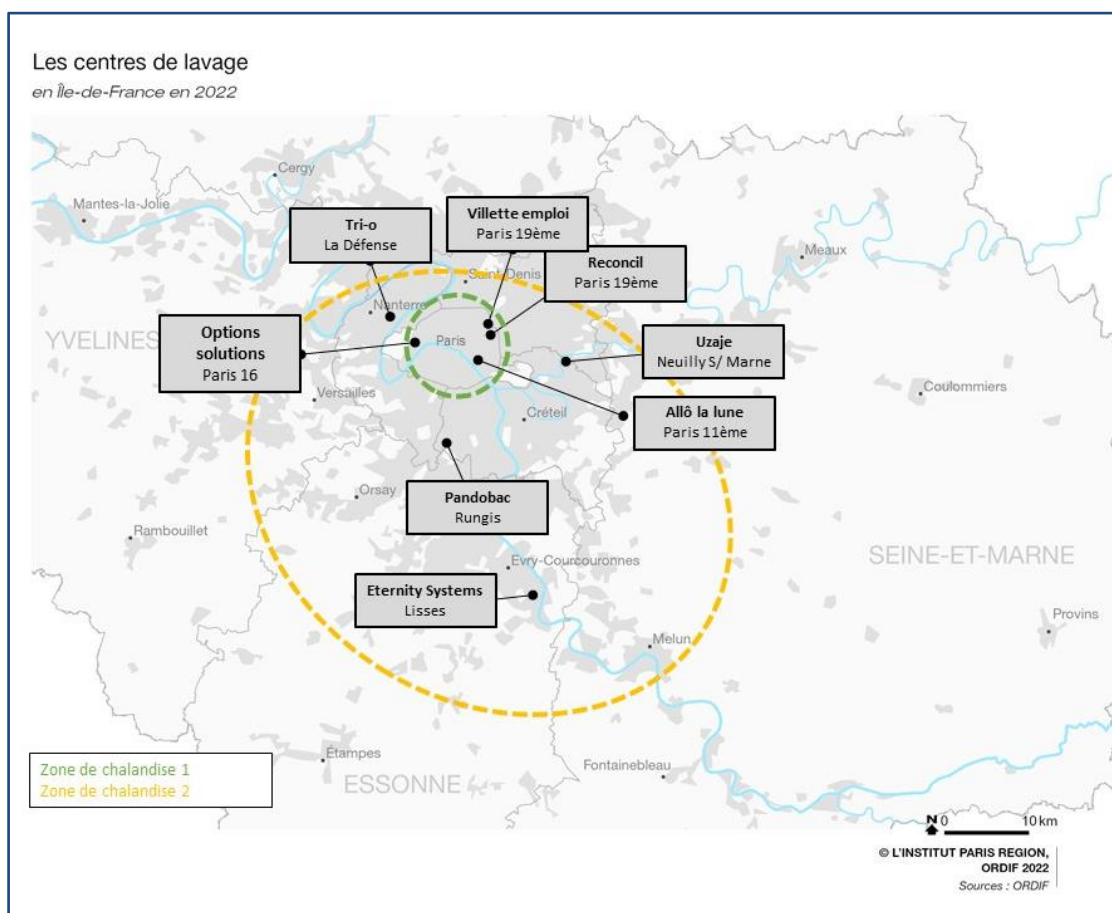 Les centres de lavage
en Île-de-France en 2022
Cergy
Mantes-la-Jolie
Tri-o
La Défense
Villette emploi
Paris 19ème
Reconcil
Paris 19ème
Saint-Denis
Meaux
Nanterre
YVELINES
Options
solutions
Paris 16
Paris
Uzaje
Neuilly S/ Marne
Versailles
Coulommiers
Créteil
Allô la lune
Paris 11ème
Orsay
Pandobac
Rungis
Rambouillet
SEINE-ET-MARNE
Evry-Courcouronnes
Eternity Systems
Lisses
Provins
Melun
Étampes
Fontainebleau
ESSONNE
Zone de chalandise 1
Zone de chalandise 2
N 0 10 km
© L'INSTITUT PARIS REGION,
ORDIF 2022
Sources : ORDIF